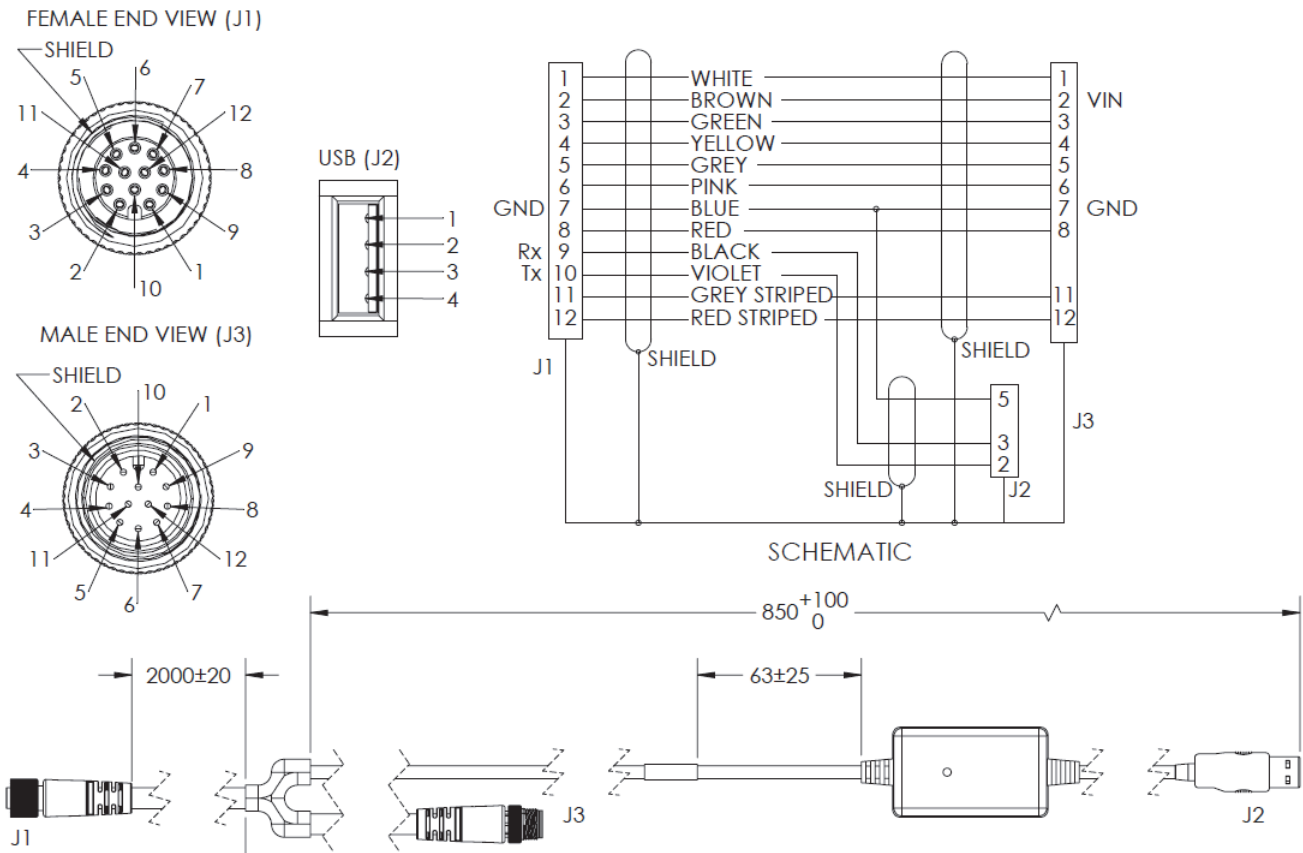 FEMALE END VIEW (J1)
SHIELD
5
6
7
11
12
4
8
3
9
2
1
10
USB (J2)
1
2
3
4
MALE END VIEW (J3)
SHIELD
10
2
1
3
9
4
8
11
12
5
7
6
1 WHITE 1
2 BROWN 2 VIN
3 GREEN 3
4 YELLOW 4
5 GREY 5
6 PINK 6
GND 7 BLUE 7 GND
8 RED 8
Rx 9 BLACK
Tx 10 VIOLET
11 GREY STRIPED 11
12 RED STRIPED 12
J1
SHIELD
SHIELD
J3
5
3
2
SHIELD
J2
SCHEMATIC
850 +100
0
2000±20
63±25
J1
J3
J2